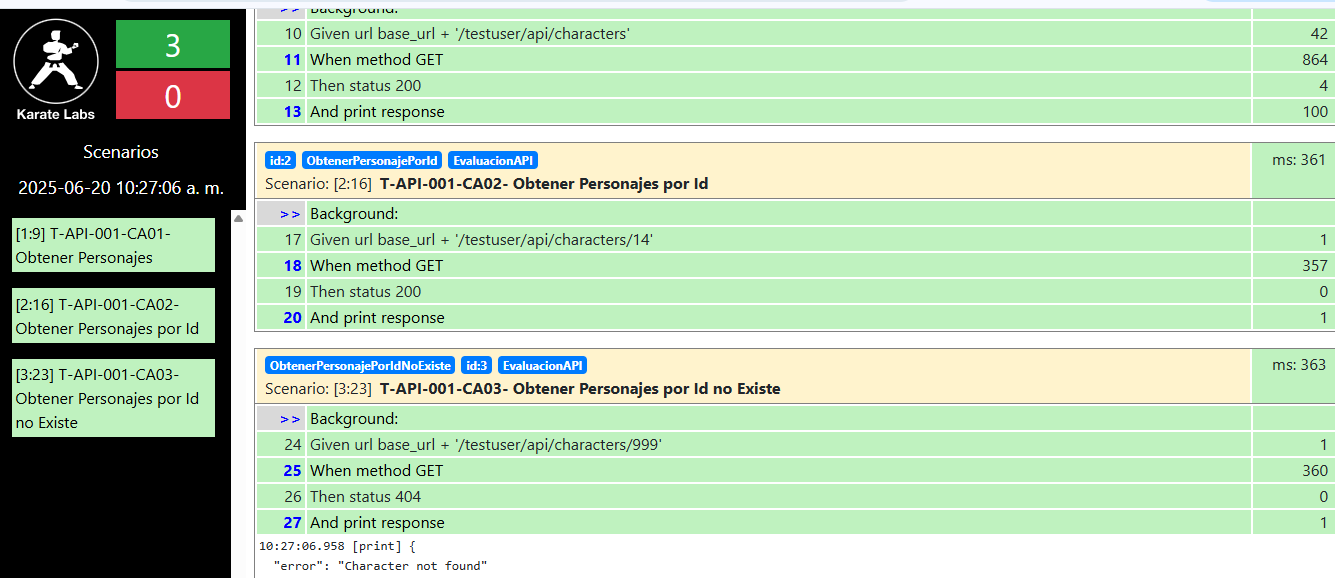 Karate Labs
3
0
Scenarios
2025-06-20 10:27:06 a. m.
[1:9] T-API-001-CA01-
Obtener Personajes
[2:16] T-API-001-CA02-
Obtener Personajes por Id
[3:23] T-API-001-CA03-
Obtener Personajes por Id
no Existe
>> Background:
10 Given url base_url + '/testuser/api/characters' 42
11 When method GET 864
12 Then status 200 4
13 And print response 100
id:2 ObtenerPersonajePorId EvaluacionAPI ms: 361
Scenario: [2:16] T-API-001-CA02- Obtener Personajes por Id
>> Background:
17 Given url base_url + '/testuser/api/characters/14' 1
18 When method GET 357
19 Then status 200 0
20 And print response 1
ObtenerPersonajePorIdNoExiste id:3 EvaluacionAPI ms: 363
Scenario: [3:23] T-API-001-CA03- Obtener Personajes por Id no Existe
>> Background:
24 Given url base_url + '/testuser/api/characters/999' 1
25 When method GET 360
26 Then status 404 0
27 And print response 1
10:27:06.958 [print] {
"error": "Character not found"